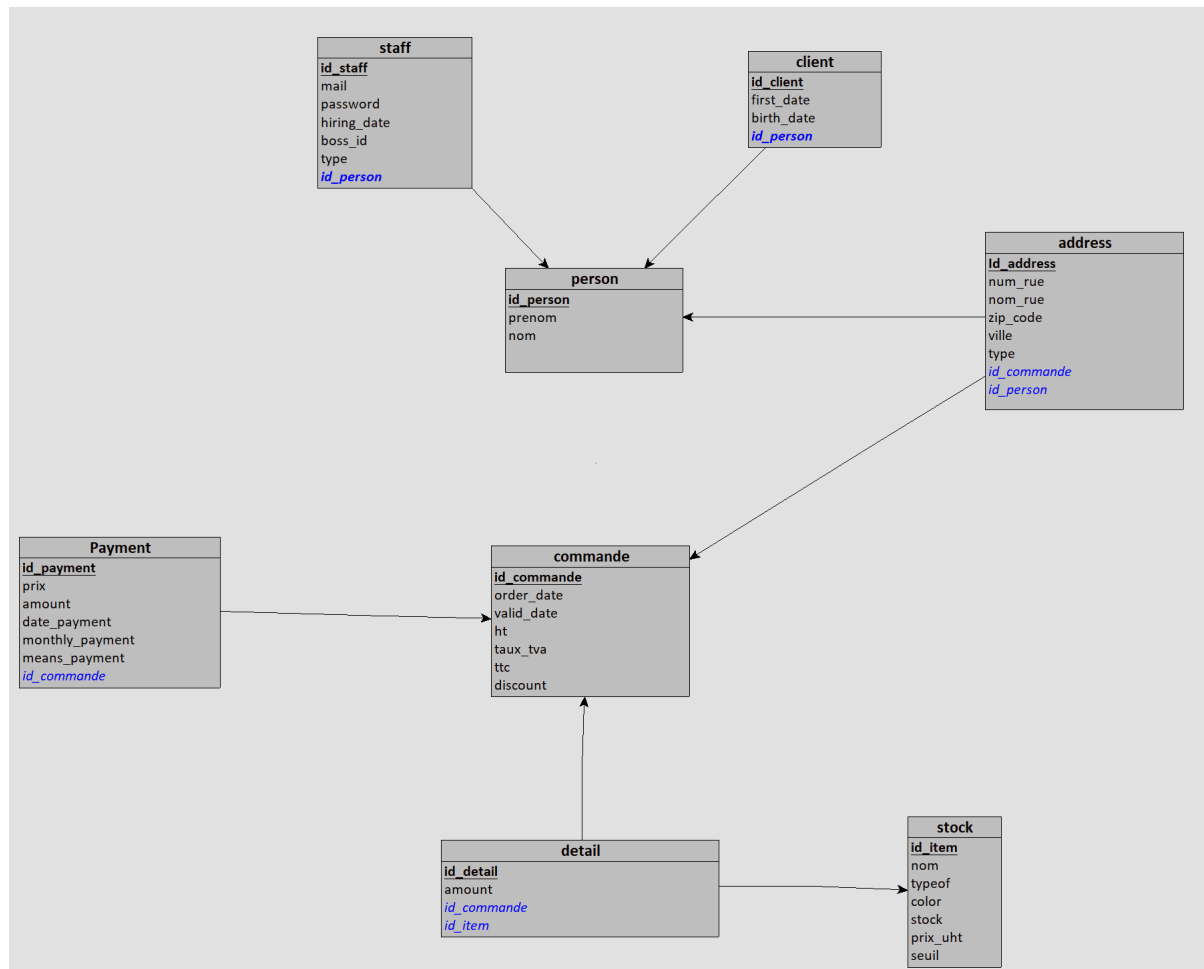 staff
id_staff
mail
password
hiring_date
boss_id
type
id_person
client
id_client
first_date
birth_date
id_person
person
id_person
prenom
nom
address
Id_address
num_rue
nom_rue
zip_code
ville
type
id_commande
id_person
Payment
id_payment
prix
amount
date_payment
monthly_payment
means_payment
id_commande
commande
id_commande
order_date
valid_date
ht
taux_tva
ttc
discount
detail
id_detail
amount
id_commande
id_item
stock
id_item
nom
typeof
color
stock
prix_uht
seuil